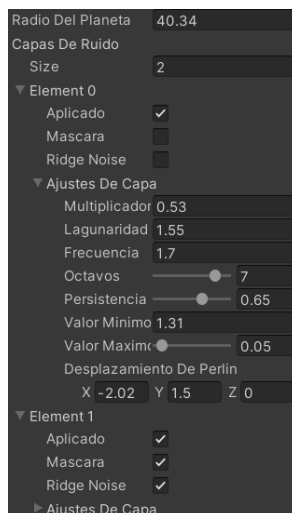 Radio Del Planeta 40.34
Capas De Ruido
Size 2
Element 0
Aplicado
Mascara
Ridge Noise
Ajustes De Capa
Multiplicador 0.53
Lagunaridad 1.55
Frecuencia 1.7
Octavos 7
Persistencia 0.65
Valor Minimo 1.31
Valor Maximo 0.05
Desplazamiento De Perlin
X -2.02 Y 1.5 Z 0
Element 1
Aplicado
Mascara
Ridge Noise
Ajustes De Capa